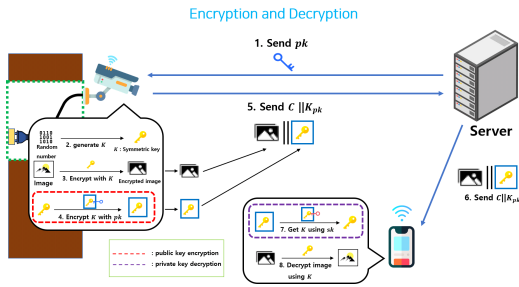 Encryption and Decryption
1. Send pk
5. Send C ||K_pk
Server
0110
1001
1010
Random
number
2. generate K
K : Symmetric key
Image
3. Encrypt with K
Encrypted image
4. Encrypt K with pk
6. Send C||K_pk
7. Get K using sk
8. Decrypt image
using K
: public key encryption
: private key decryption